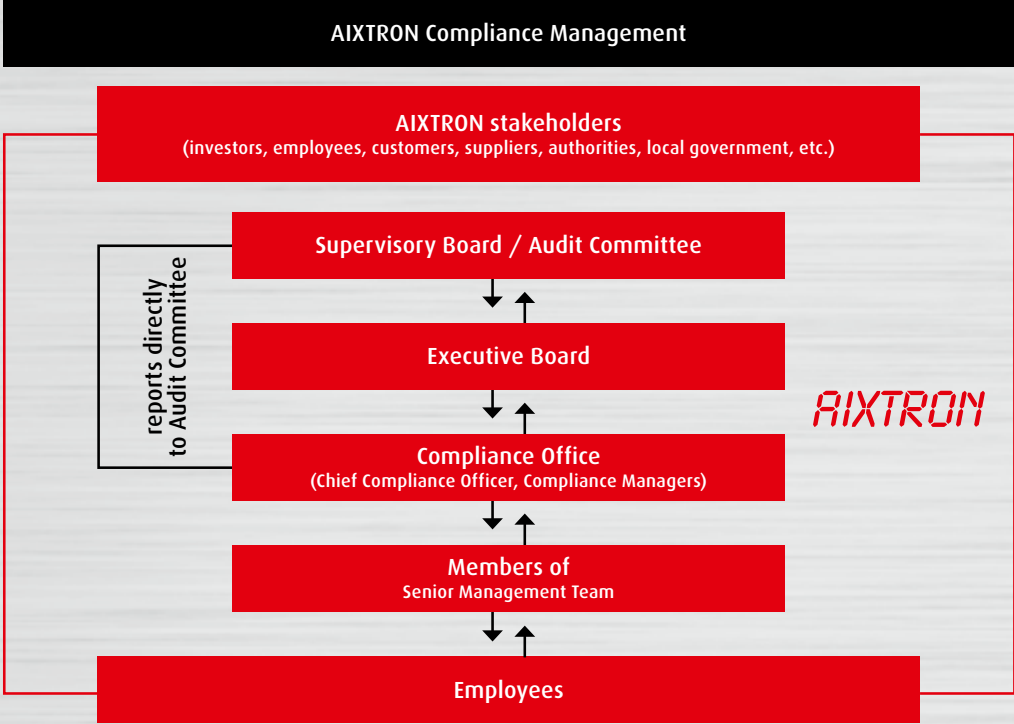 AIXTRON Compliance Management
AIXTRON stakeholders
(investors, employees, customers, suppliers, authorities, local government, etc.)
Supervisory Board / Audit Committee
reports directly
to Audit Committee
Executive Board
AIXTRON
Compliance Office
(Chief Compliance Officer, Compliance Managers)
Members of
Senior Management Team
Employees